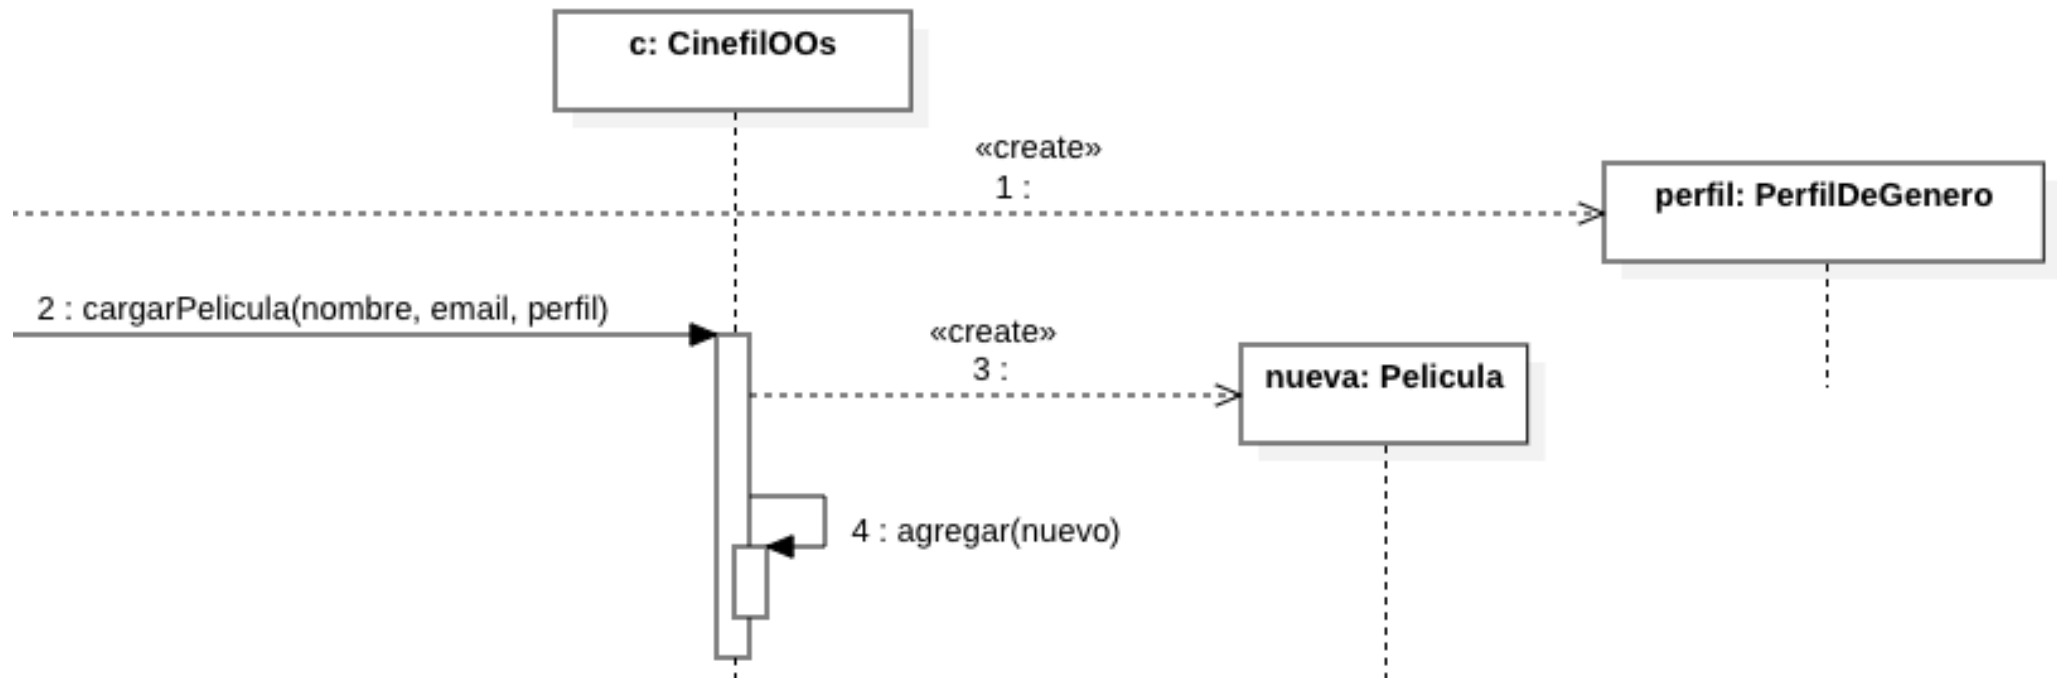 c: CinefilOOs
«create»
1 :
perfil: PerfilDeGenero
2 : cargarPelicula(nombre, email, perfil)
«create»
3 :
nueva: Pelicula
4 : agregar(nuevo)